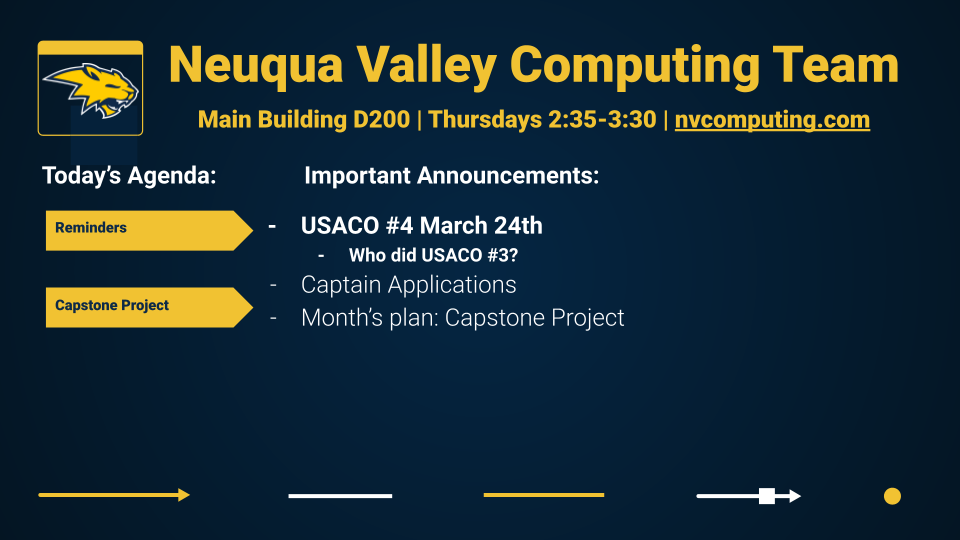 Neuqua Valley Computing Team
Main Building D200 | Thursdays 2:35-3:30 | nvcomputing.com
Today’s Agenda:
Reminders
Capstone Project
Important Announcements:
- USACO #4 March 24th
- Who did USACO #3?
- Captain Applications
- Month’s plan: Capstone Project